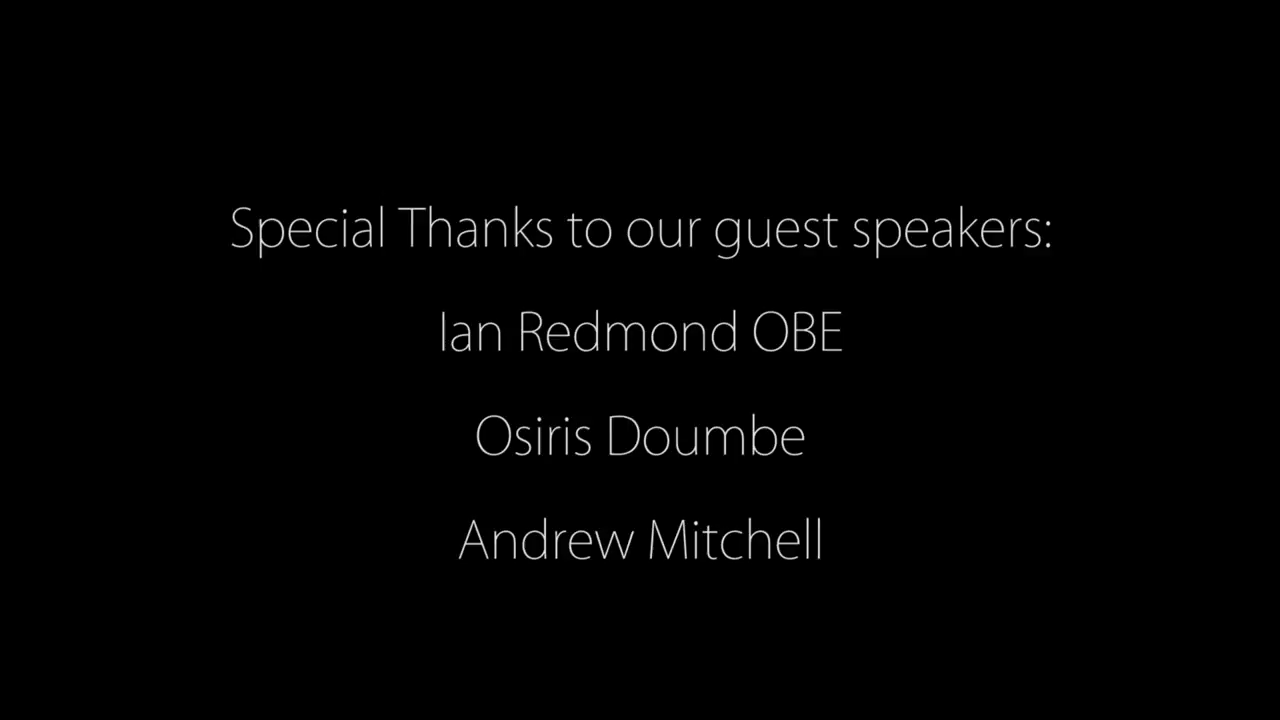 Special Thanks to our guest speakers:
Ian Redmond OBE
Osiris Doumbe
Andrew Mitchell